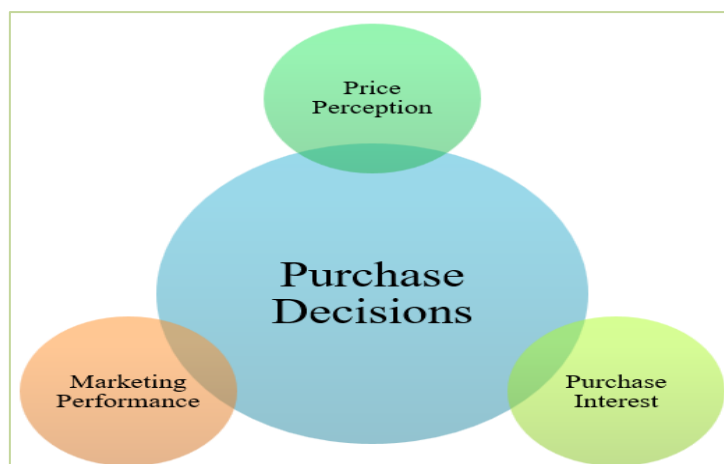 Price
Perception
Purchase
Decisions
Marketing
Performance
Purchase
Interest